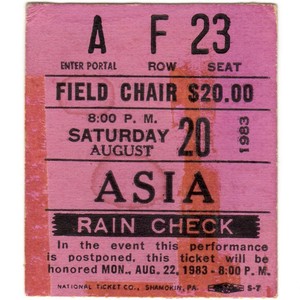 A F 23
ENTER PORTAL ROW SEAT
FIELD CHAIR $20.00
8:00 P. M.
SATURDAY
AUGUST 20 1983
ASIA
RAIN CHECK
In the event this performance
is postponed, this ticket will be
honored MON., AUG. 22, 1983 - 8:00 P. M.
NATIONAL TICKET CO., SHAMOKIN, PA. S-7